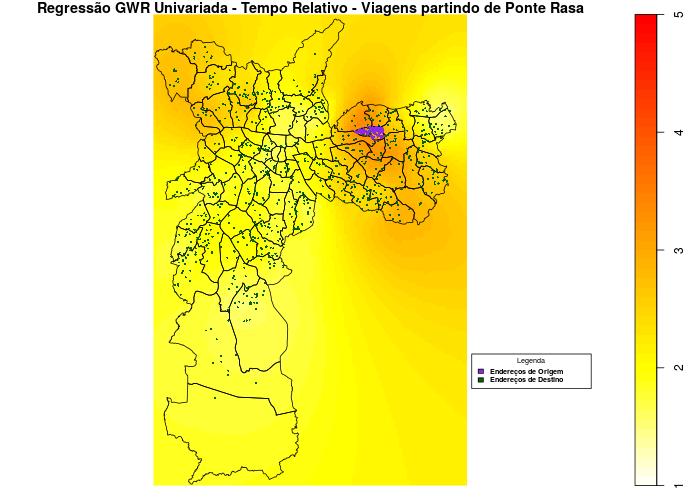 Regressão GWR Univariada - Tempo Relativo - Viagens partindo de Ponte Rasa
5
4
3
2
1
Legenda
Endereços de Origem
Endereços de Destino